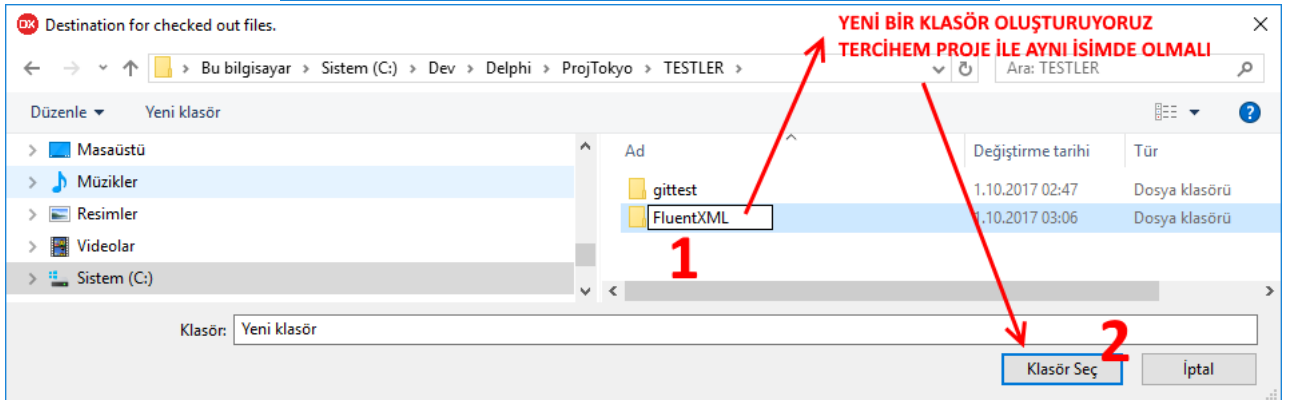 DX Destination for checked out files.
YENİ BİR KLASÖR OLUŞTURUYORUZ
TERCİHEM PROJE İLE AYNI İSİMDE OLMALI
Bu bilgisayar > Sistem (C:) > Dev > Delphi > ProjTokyo > TESTLER >
Ara: TESTLER
Düzenle
Yeni klasör
?
Masaüstü
Müzikler
Resimler
Videolar
Sistem (C:)
Ad
Değiştirme tarihi
Tür
gittest
1.10.2017 02:47
Dosya klasörü
FluentXML
1.10.2017 03:06
Dosya klasörü
1
Klasör:
Yeni klasör
2
Klasör Seç
İptal